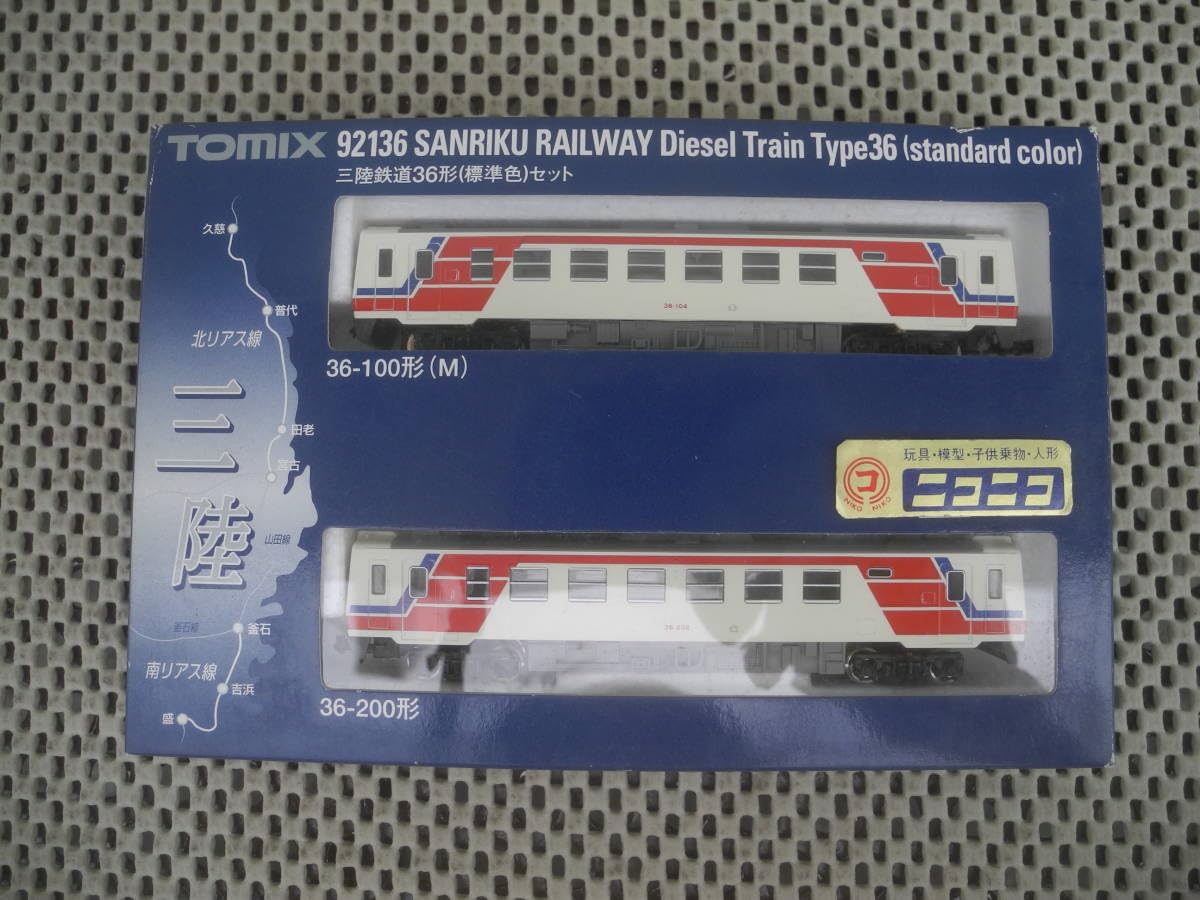 TOMIX 92136 SANRIKU RAILWAY Diesel Train Type36 (standard color)
三陸鉄道36形(標準色)セット
久慈
普代
北リアス線
田老
宮古
三陸
山田線
釜石線
釜石
南リアス線
吉浜
盛
36-104
36-100形(M)
玩具・模型・子供乗物・人形
コ
NIKO NIKO
ニコニコ
36-200形